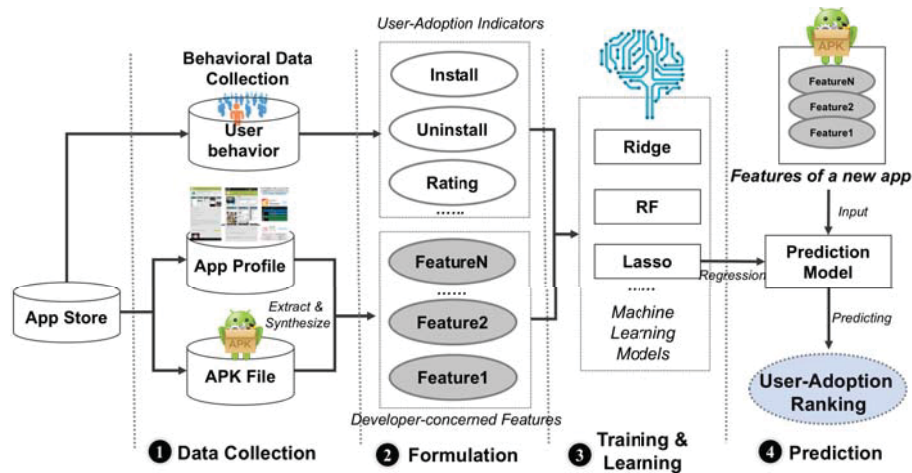 User-Adoption Indicators
Behavioral Data
Collection
User
behavior
Install
Uninstall
Rating
......
App Store
App Profile
APK
APK File
Extract &
Synthesize
FeatureN
......
Feature2
Feature1
Developer-concerned Features
Ridge
RF
Lasso
......
Machine
Learning
Models
Regression
APK
FeatureN
Feature2
Feature1
Features of a new app
Input
Prediction
Model
Predicting
User-Adoption
Ranking
1 Data Collection
2 Formulation
3 Training &
Learning
4 Prediction